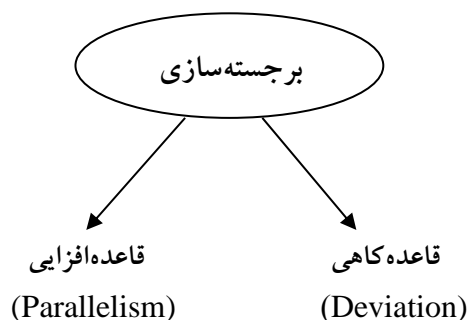 برجسته‌سازی
قاعده‌کاهی
(Deviation)
قاعده‌افزایی
(Parallelism)